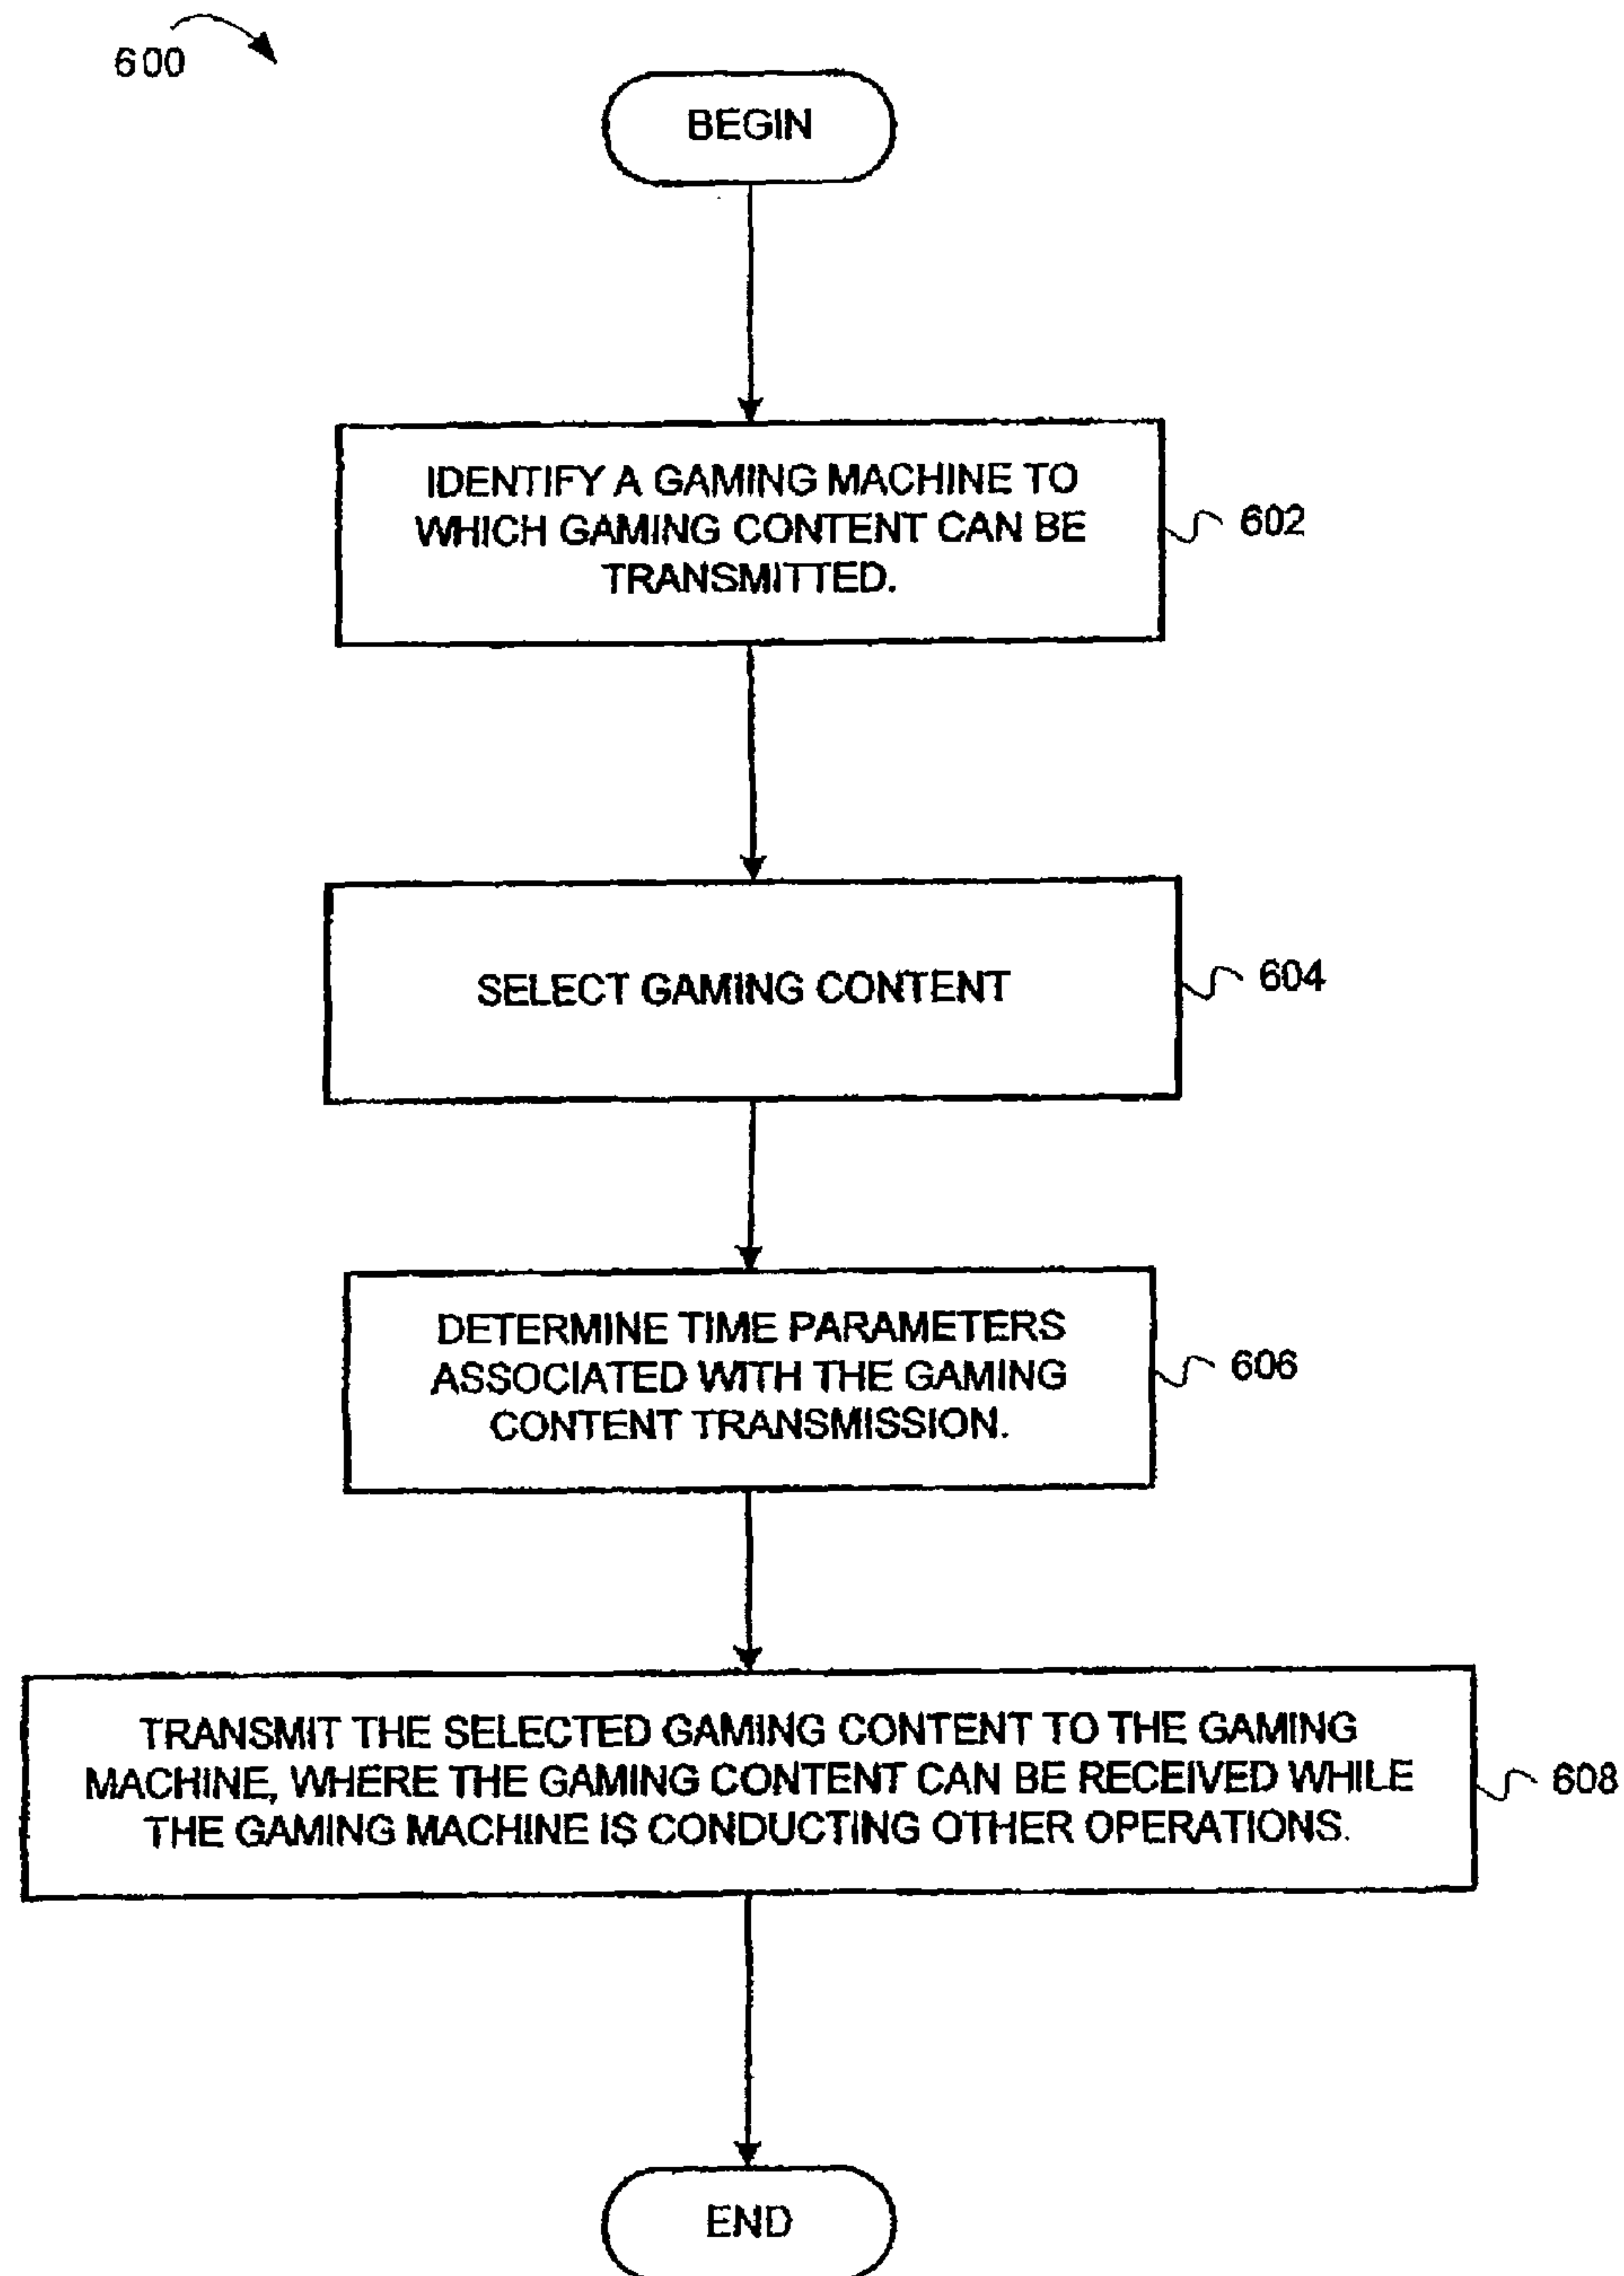 600
BEGIN
IDENTIFY A GAMING MACHINE TO
WHICH GAMING CONTENT CAN BE
TRANSMITTED.
602
SELECT GAMING CONTENT
604
DETERMINE TIME PARAMETERS
ASSOCIATED WITH THE GAMING
CONTENT TRANSMISSION.
606
TRANSMIT THE SELECTED GAMING CONTENT TO THE GAMING
MACHINE, WHERE THE GAMING CONTENT CAN BE RECEIVED WHILE
THE GAMING MACHINE IS CONDUCTING OTHER OPERATIONS.
608
END